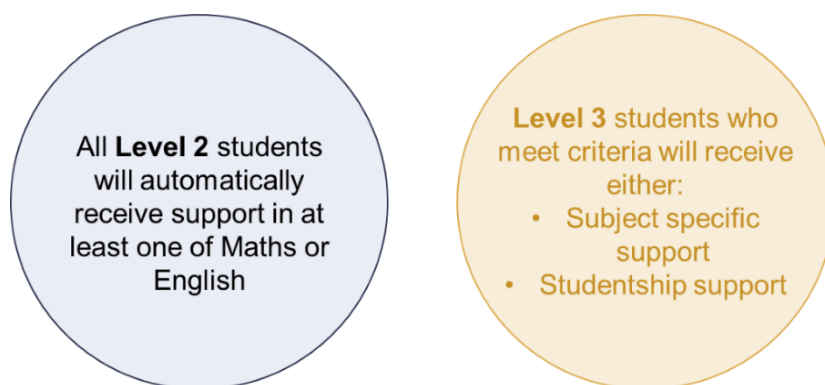 All Level 2 students
will automatically
receive support in at
least one of Maths or
English
Level 3 students who
meet criteria will receive
either:
• Subject specific
support
• Studentship support